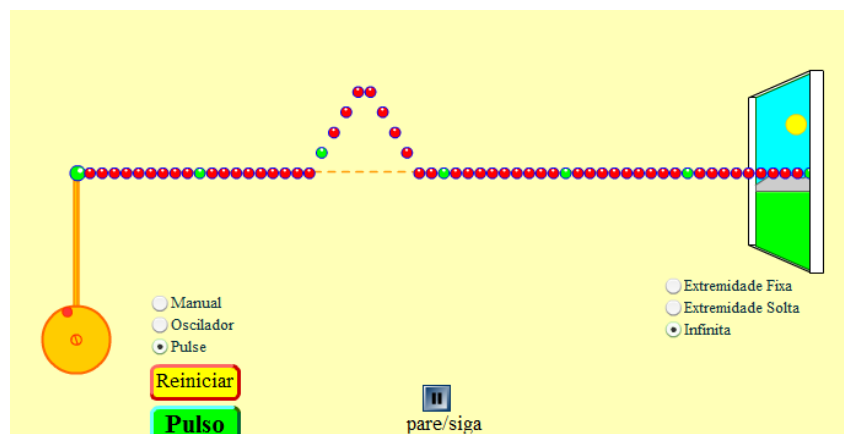 Manual
Oscilador
Pulse
Reiniciar
Pulso
Extremidade Fixa
Extremidade Solta
Infinita
pare/siga